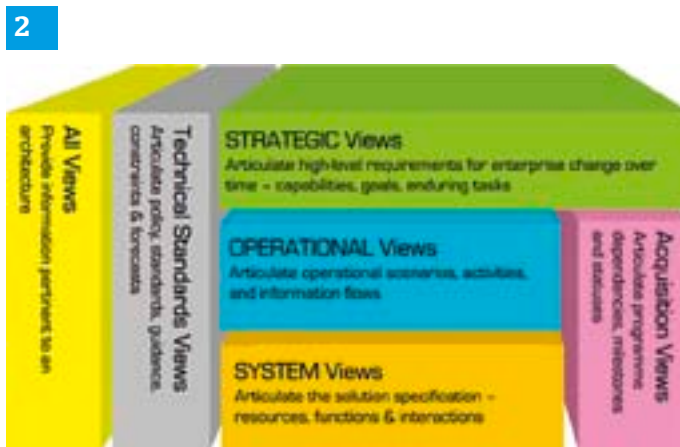 2
All Views
Provide information pertinent to an
architecture
Technical Standards Views
Articulate policy, standards, guidance,
constraints & forecasts
STRATEGIC Views
Articulate high-level requirements for enterprise change over
time – capabilities, goals, enduring tasks
OPERATIONAL Views
Articulate operational scenarios, activities,
and information flows
SYSTEM Views
Articulate the solution specification –
resources, functions & interactions
Acquisition Views
Articulate programme
dependencies, milestones
and statuses